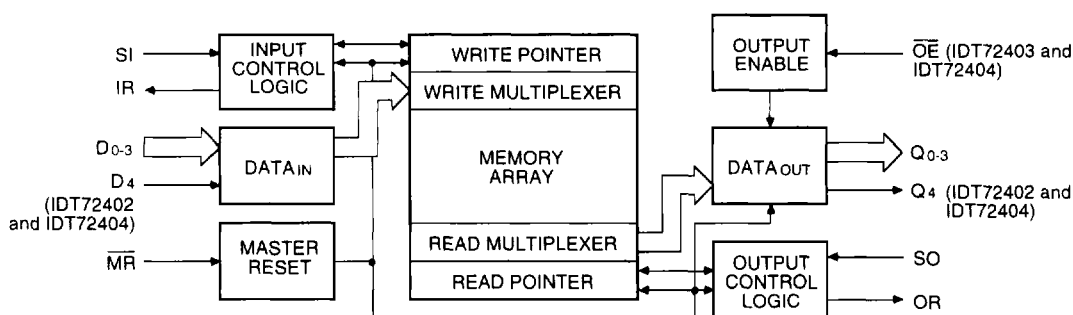 SI
IR
INPUT
CONTROL
LOGIC
WRITE POINTER
WRITE MULTIPLEXER
MEMORY
ARRAY
READ MULTIPLEXER
READ POINTER
OUTPUT
ENABLE
OE (IDT72403 and
IDT72404)
D0-3
D4
(IDT72402
and IDT72404)
DATAIN
DATAOUT
Q0-3
Q4 (IDT72402 and
IDT72404)
MR
MASTER
RESET
OUTPUT
CONTROL
LOGIC
SO
OR